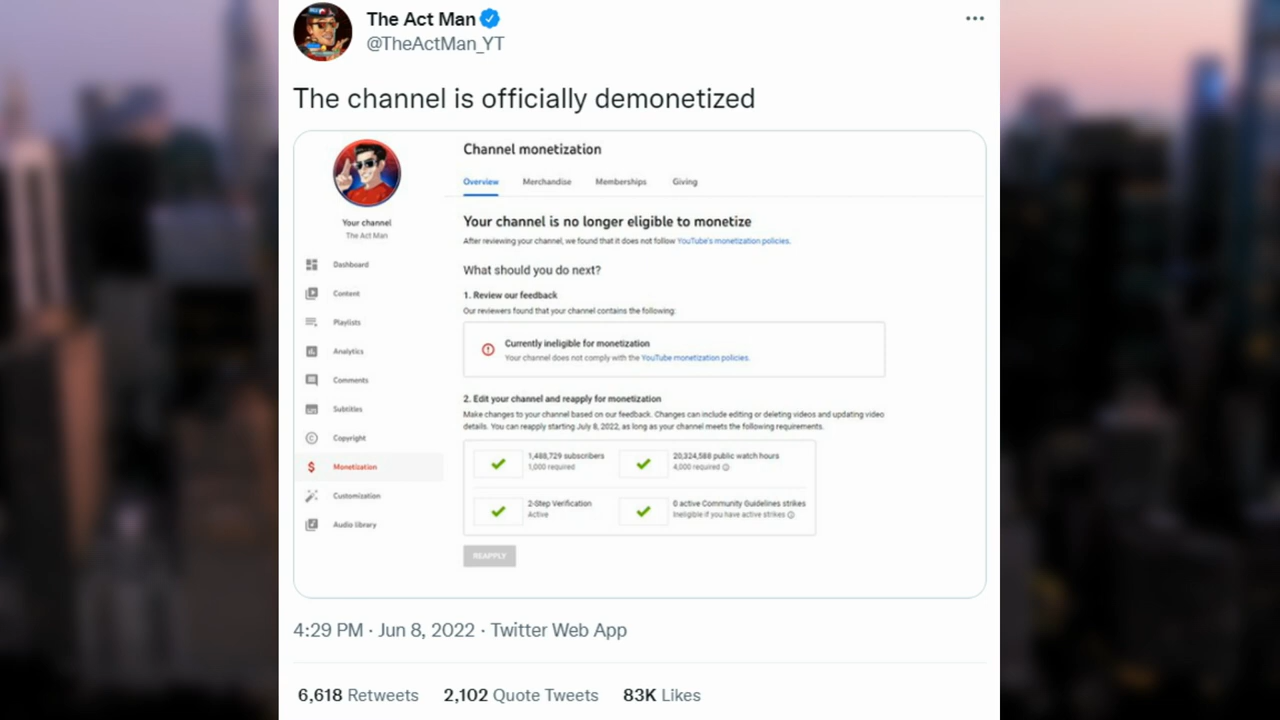 The Act Man
@TheActMan_YT
The channel is officially demonetized
Channel monetization
Overview Merchandise Memberships Giving
Your channel
The Act Man
Dashboard
Content
Playlists
Analytics
Comments
Subtitles
Copyright
Monetization
Customization
Audio library
Your channel is no longer eligible to monetize
After reviewing your channel, we found that it does not follow YouTube's monetization policies.
What should you do next?
1. Review our feedback
Our reviewers found that your channel contains the following:
Currently ineligible for monetization
Your channel does not comply with the YouTube monetization policies.
2. Edit your channel and reapply for monetization
Make changes to your channel based on our feedback. Changes can include editing or deleting videos and updating video
details. You can reapply starting July 8, 2022, as long as your channel meets the following requirements.
1,488,729 subscribers
1,000 required
20,324,588 public watch hours
4,000 required
2-Step Verification
Active
0 active Community Guidelines strikes
Ineligible if you have active strikes
REAPPLY
4:29 PM · Jun 8, 2022 · Twitter Web App
6,618 Retweets 2,102 Quote Tweets 83K Likes